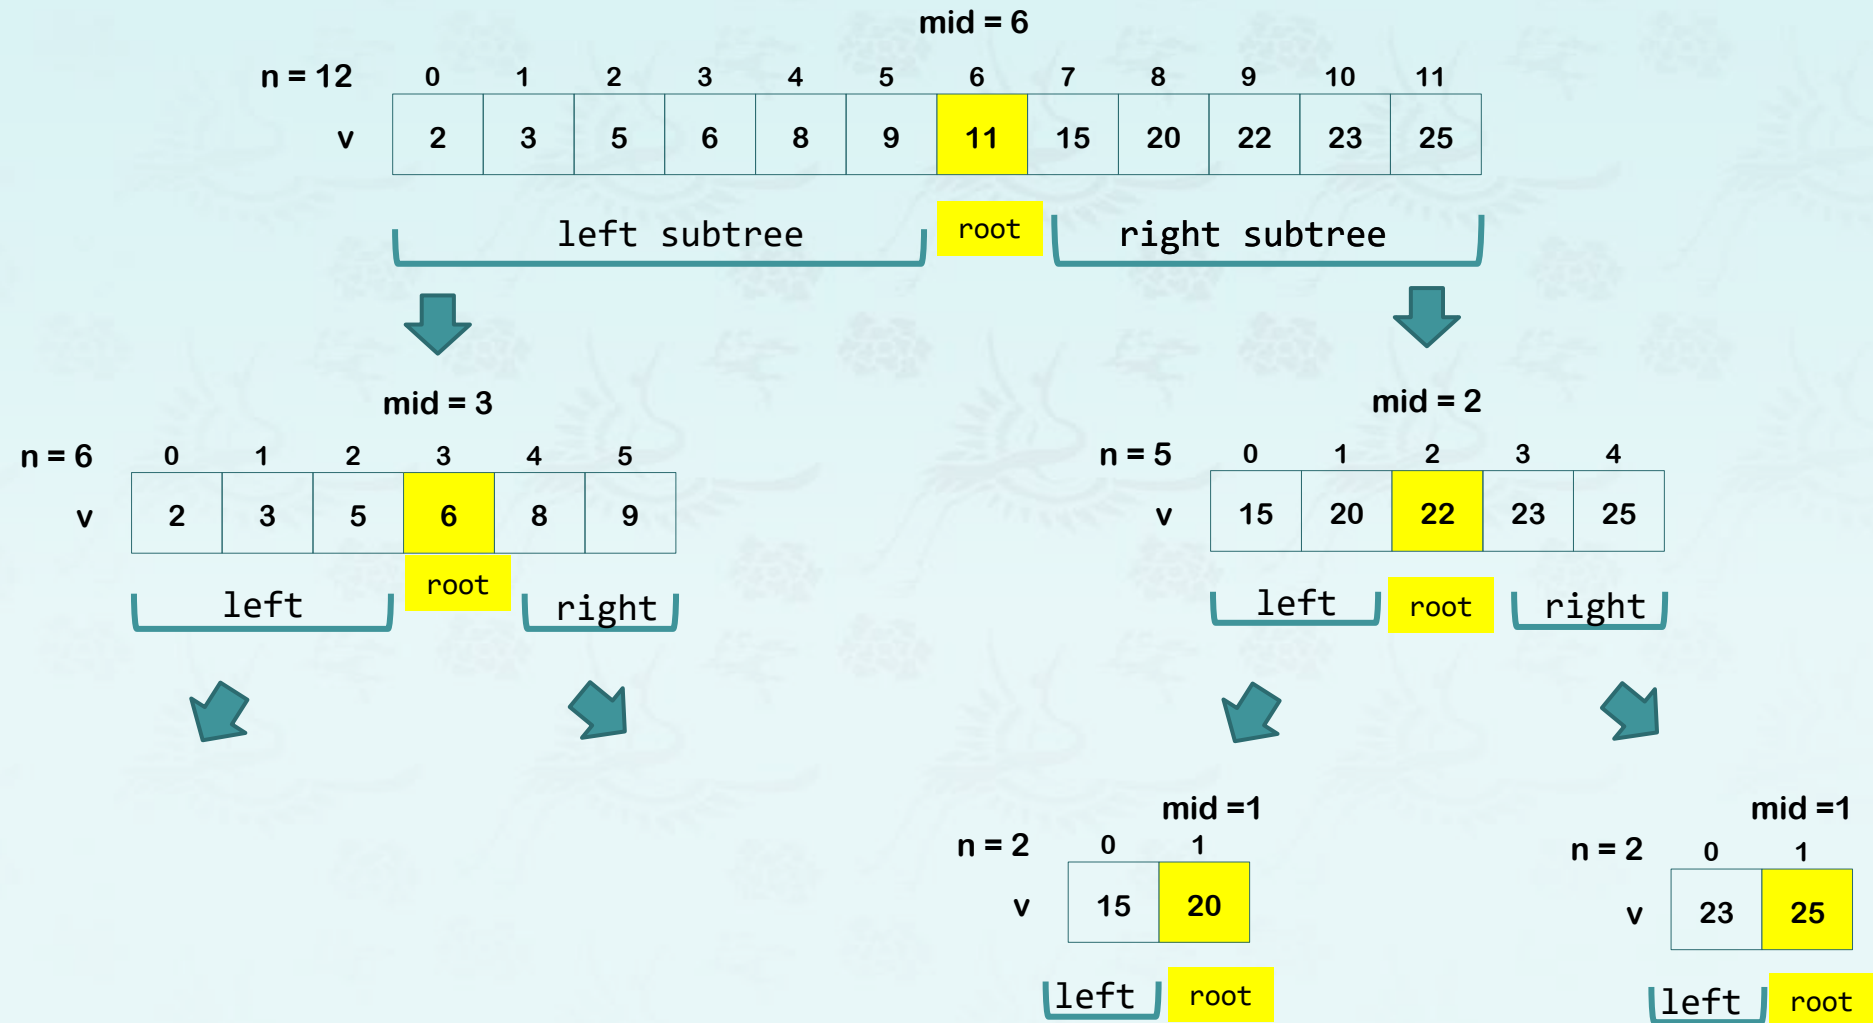 mid = 6
n = 12 0 1 2 3 4 5 6 7 8 9 10 11
v 2 3 5 6 8 9 11 15 20 22 23 25
left subtree root right subtree
mid = 3
n = 6 0 1 2 3 4 5
v 2 3 5 6 8 9
left root right
mid = 2
n = 5 0 1 2 3 4
v 15 20 22 23 25
left root right
mid =1
n = 2 0 1
v 15 20
left root
mid =1
n = 2 0 1
v 23 25
left root